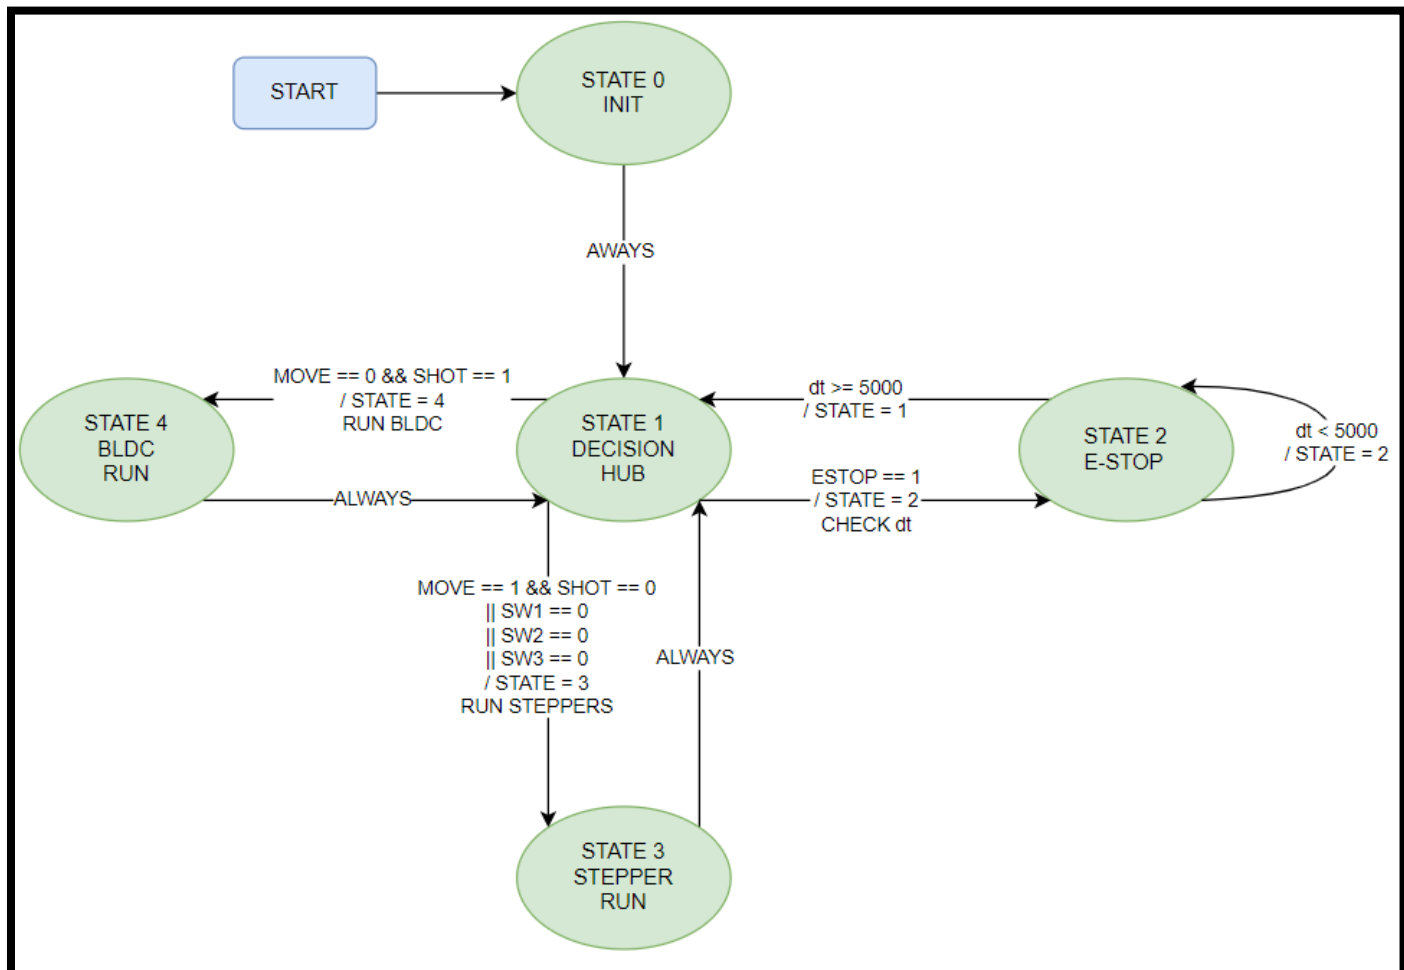 START
STATE 0
INIT
AWAYS
MOVE == 0 && SHOT == 1
/ STATE = 4
RUN BLDC
STATE 4
BLDC
RUN
ALWAYS
STATE 1
DECISION
HUB
dt >= 5000
/ STATE = 1
ESTOP == 1
/ STATE = 2
CHECK dt
STATE 2
E-STOP
dt < 5000
/ STATE = 2
MOVE == 1 && SHOT == 0
|| SW1 == 0
|| SW2 == 0
|| SW3 == 0
/ STATE = 3
RUN STEPPERS
ALWAYS
STATE 3
STEPPER
RUN